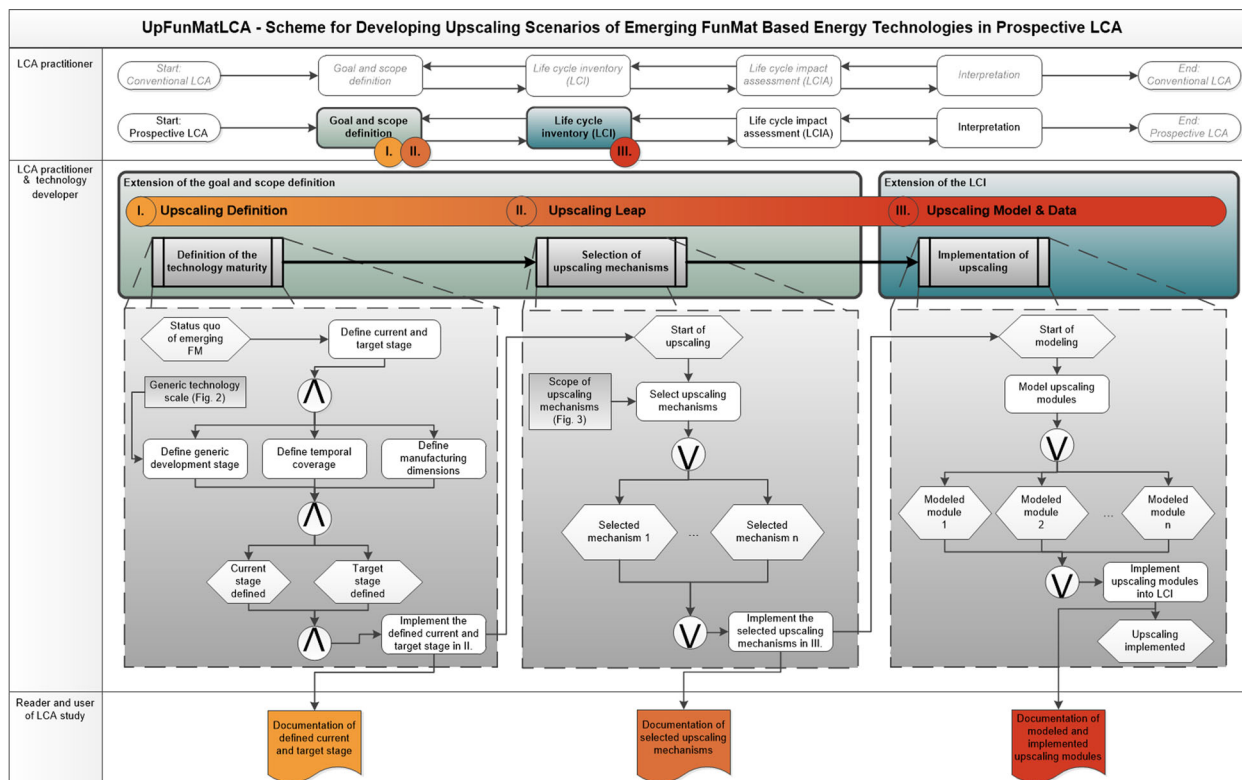 UpFunMatLCA - Scheme for Developing Upscaling Scenarios of Emerging FunMat Based Energy Technologies in Prospective LCA
LCA practitioner
Start:
Conventional LCA
Goal and scope
definition
Life cycle inventory
(LCI)
Life cycle impact
assessment (LCIA)
Interpretation
End:
Conventional LCA
Start:
Prospective LCA
Goal and scope
definition
Life cycle
inventory (LCI)
Life cycle impact
assessment (LCIA)
Interpretation
End:
Prospective LCA
I.
II.
III.
LCA practitioner
& technology
developer
Extension of the goal and scope definition
Extension of the LCI
I.
Upscaling Definition
II.
Upscaling Leap
III.
Upscaling Model & Data
Definition of the
technology maturity
Selection of
upscaling mechanisms
Implementation of
upscaling
Status quo
of emerging
FM
Define current and
target stage
Λ
Generic technology
scale (Fig. 2)
Define generic
development stage
Define temporal
coverage
Define
manufacturing
dimensions
Λ
Current
stage
defined
Target
stage
defined
Λ
Implement the
defined current and
target stage in II.
Start of
upscaling
Scope of
upscaling
mechanisms
(Fig. 3)
Select upscaling
mechanisms
V
Selected
mechanism 1
...
Selected
mechanism n
V
Implement the
selected upscaling
mechanisms in III.
Start of
modeling
Model upscaling
modules
V
Modeled
module
1
Modeled
module
2
...
Modeled
module
n
V
Implement
upscaling modules
into LCI
Upscaling
implemented
Reader and user
of LCA study
Documentation of
defined current
and target stage
Documentation of
selected upscaling
mechanisms
Documentation of
modeled and
implemented
upscaling modules